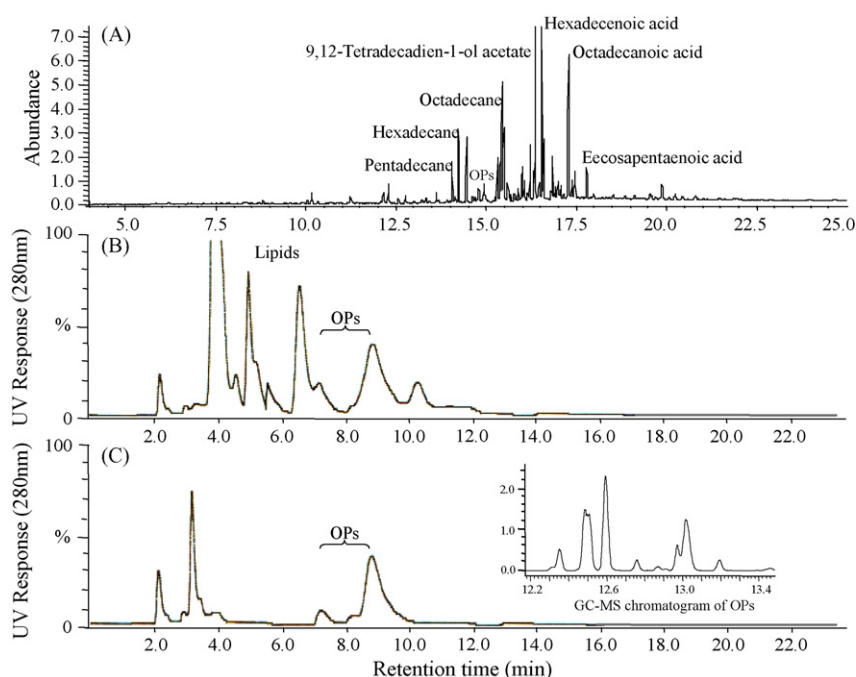 (A)
Hexadecenoic acid
9,12-Tetradecadien-1-ol acetate
Octadecanoic acid
Octadecane
Hexadecane
Pentadecane
OPs
Eecosapentaenoic acid
Abundance
7.0
6.0
5.0
4.0
3.0
2.0
1.0
0.0
5.0 7.5 10.0 12.5 15.0 17.5 20.0 22.5 25.0
(B)
Lipids
OPs
UV Response (280nm)
100
%
0
2.0 4.0 6.0 8.0 10.0 12.0 14.0 16.0 18.0 20.0 22.0
(C)
OPs
UV Response (280nm)
100
%
0
2.0
1.0
0.0
12.2 12.6 13.0 13.4
GC-MS chromatogram of OPs
2.0 4.0 6.0 8.0 10.0 12.0 14.0 16.0 18.0 20.0 22.0
Retention time (min)